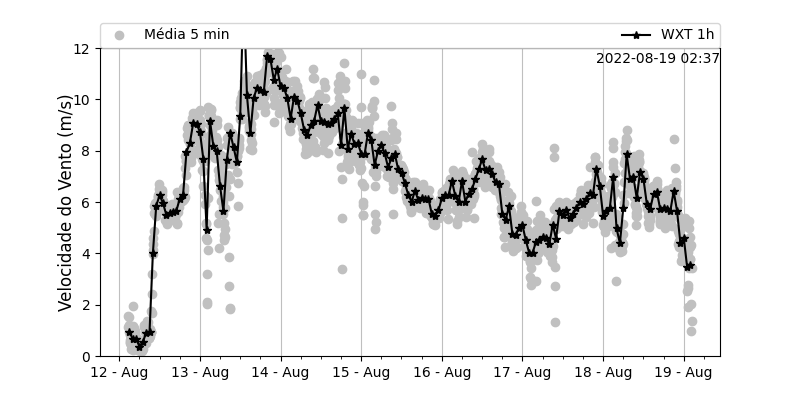 Média 5 min
WXT 1h
2022-08-19 02:37
Velocidade do Vento (m/s)
12
10
8
6
4
2
0
12 - Aug
13 - Aug
14 - Aug
15 - Aug
16 - Aug
17 - Aug
18 - Aug
19 - Aug